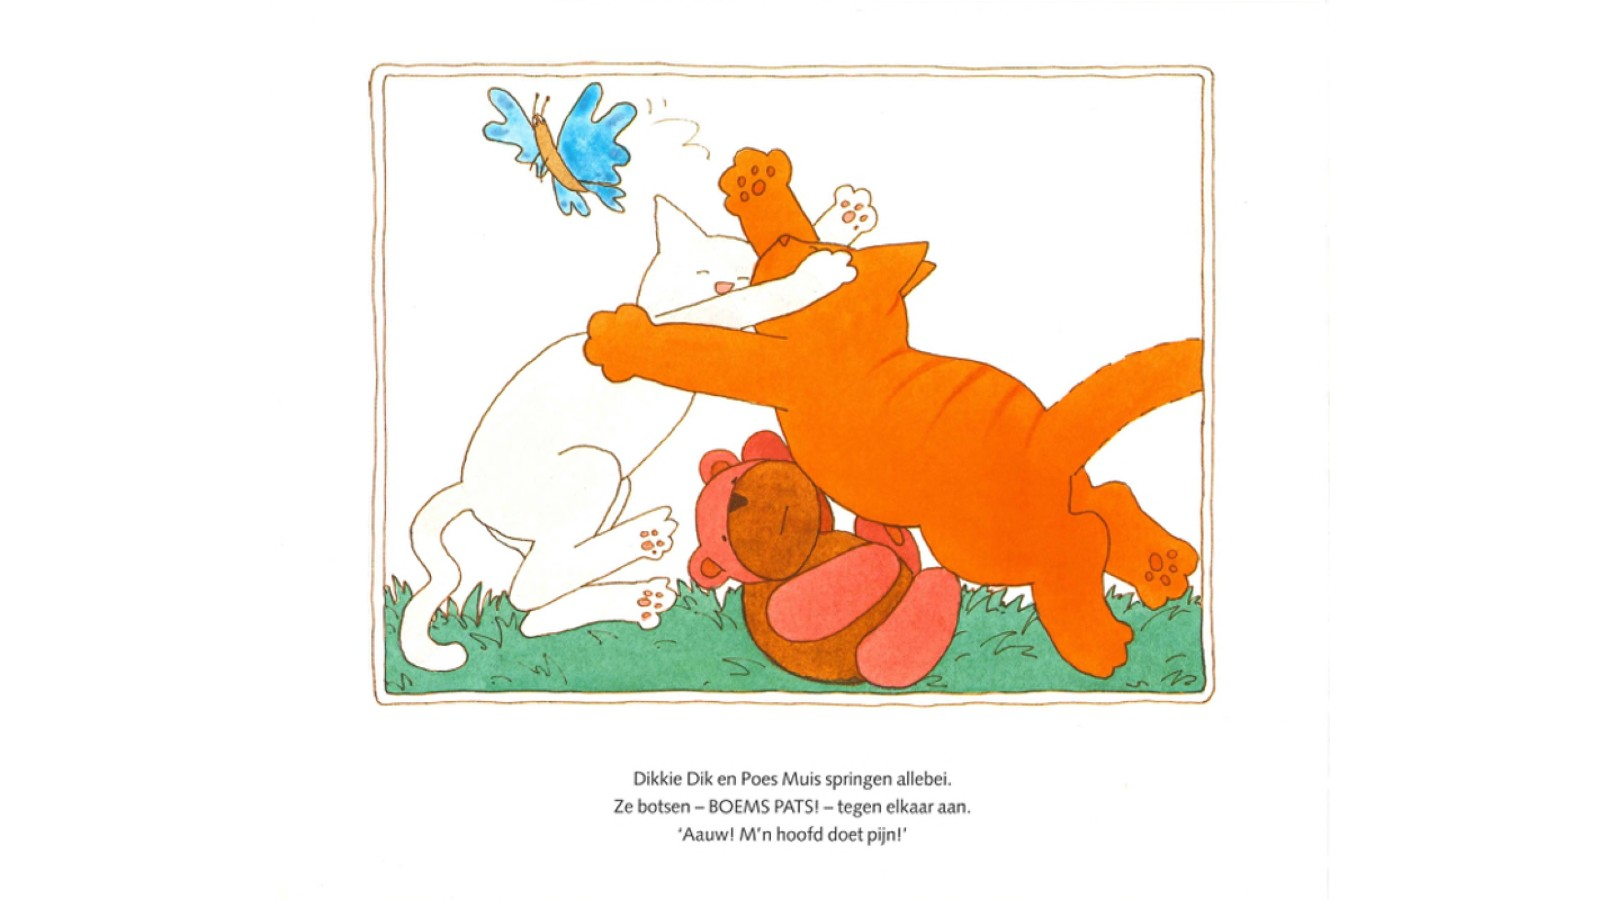 Dikkie Dik en Poes Muis springen allebei.
Ze botsen – BOEMS PATS! – tegen elkaar aan.
‘Aauw! M’n hoofd doet pijn!’